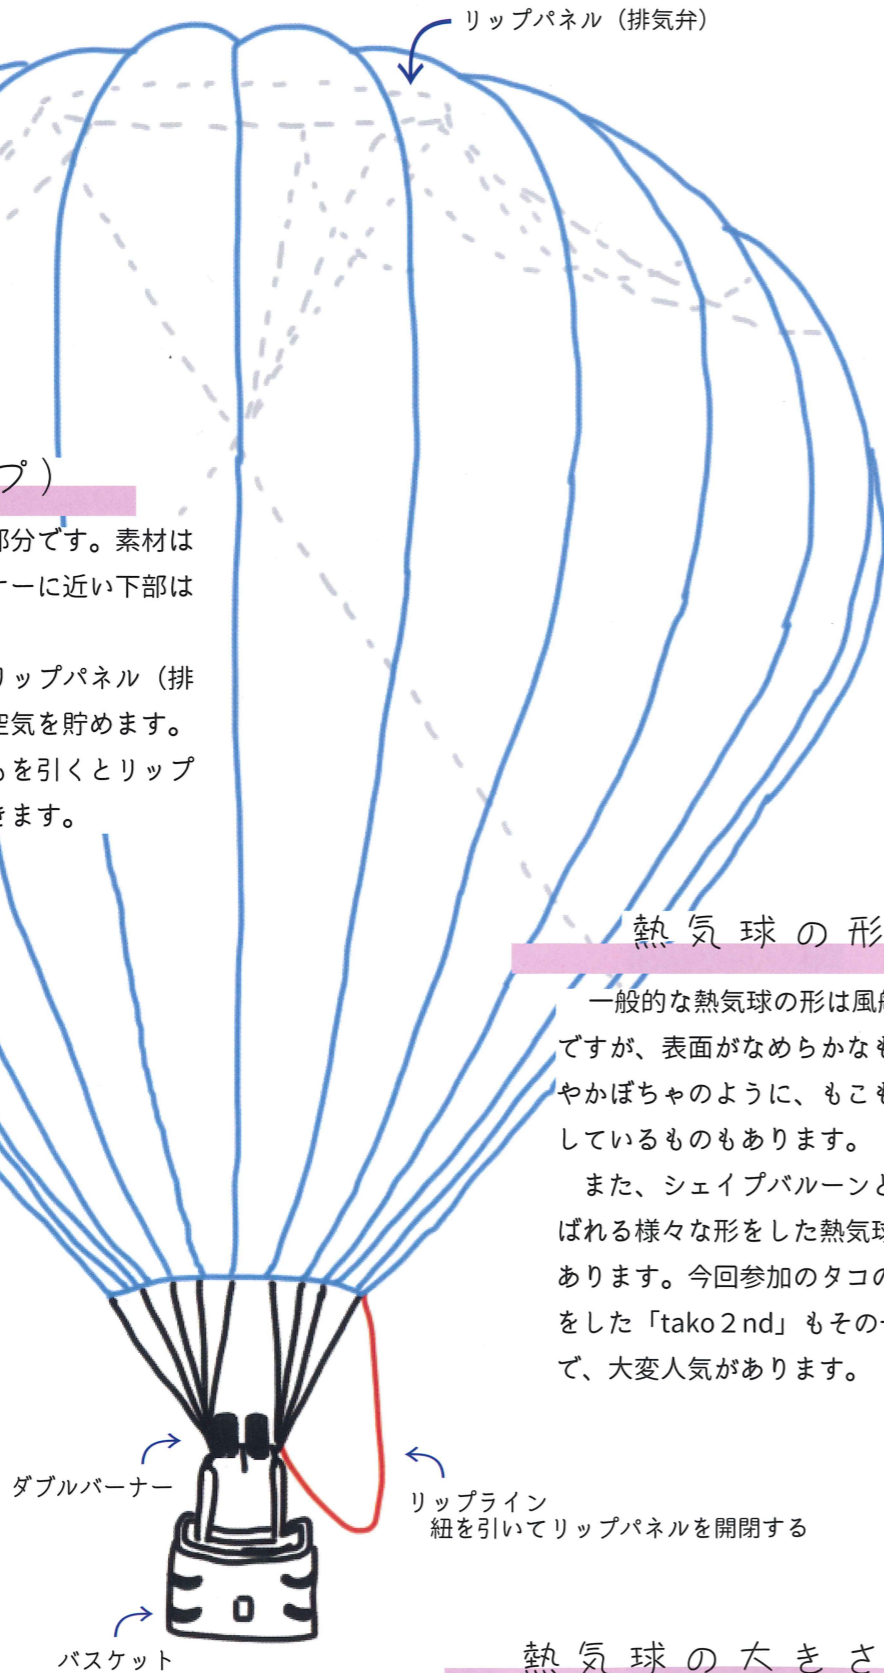 リップパネル（排気弁）
プ）
部分です。素材は
ナーに近い下部は
リップパネル（排
空気を貯めます。
もを引くとリップ
きます。
熱気球の形
一般的な熱気球の形は風船
ですが、表面がなめらかなも
やかぼちゃのように、もこも
しているものもあります。
また、シェイプバルーンと
ばれる様々な形をした熱気球
あります。今回参加のタコの
をした「tako２nd」もその一
で、大変人気があります。
ダブルバーナー
リップライン
紐を引いてリップパネルを開閉する
バスケット
熱気球の大きさ